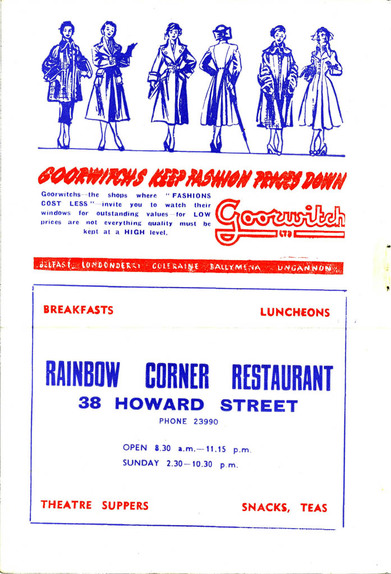 GOORWITCHS KEEP FASHION PRICES DOWN
Goorwitchs the shops where "FASHIONS
COST LESS" invite you to watch their
windows for outstanding values for LOW
prices are not everything quality must be
kept at a HIGH level.
Goorwitch
LTD
BELFAST LONDONDERRY COLERAINE BALLYMENA UNGANNON
BREAKFASTS LUNCHEONS
RAINBOW CORNER RESTAURANT
38 HOWARD STREET
PHONE 23990
OPEN 8.30 a.m.—11.15 p.m.
SUNDAY 2.30-10.30 p.m.
THEATRE SUPPERS SNACKS, TEAS